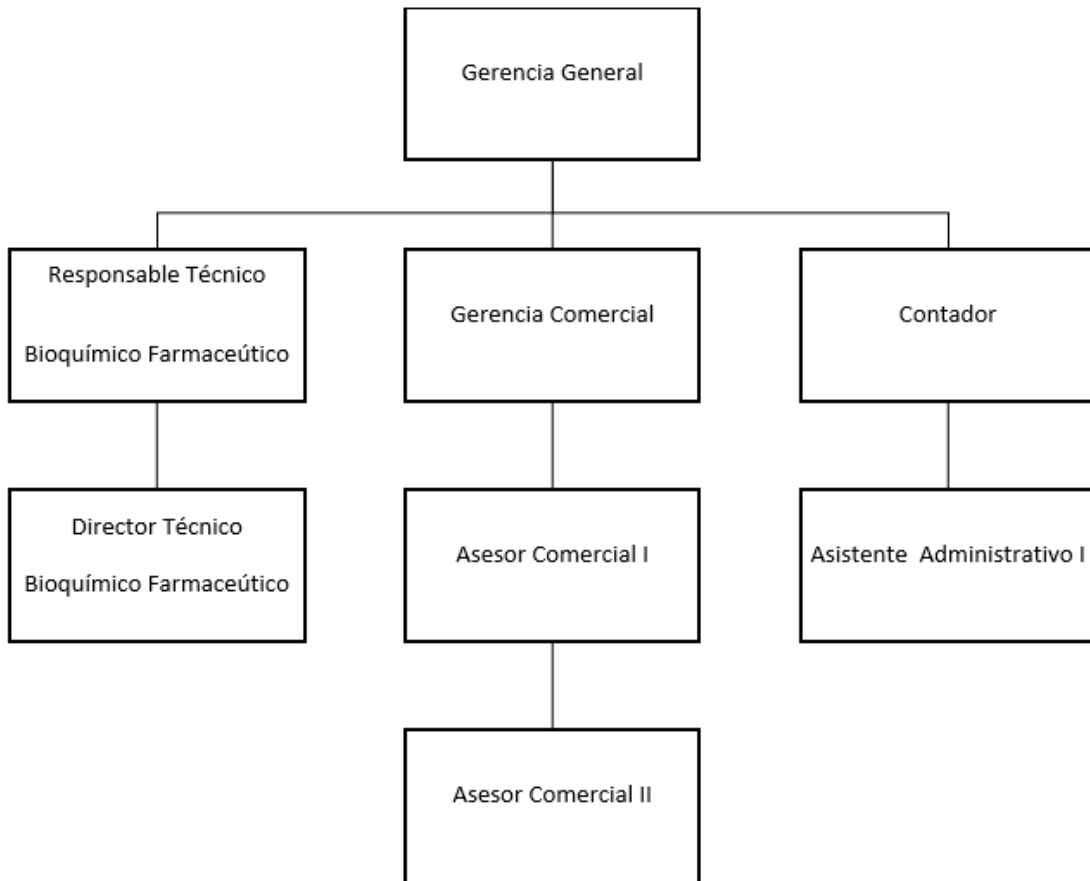 Gerencia General
Responsable Técnico
Bioquímico Farmaceútico
Gerencia Comercial
Contador
Director Técnico
Bioquímico Farmaceútico
Asesor Comercial I
Asistente Administrativo I
Asesor Comercial II